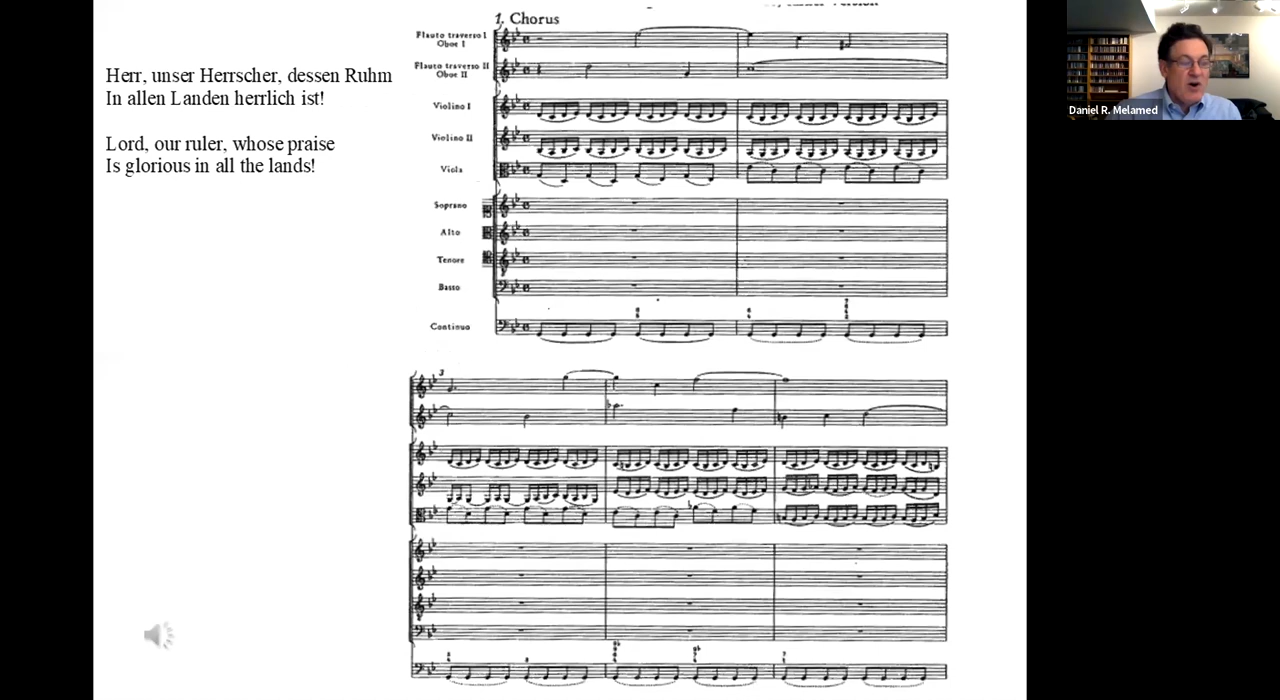 1. Chorus
Herr, unser Herrscher, dessen Ruhm
In allen Landen herrlich ist!
Lord, our ruler, whose praise
Is glorious in all the lands!
Flauto traverso I
Oboe I
Flauto traverso II
Oboe II
Violino I
Violino II
Viola
Soprano
Alto
Tenore
Basso
Continuo
3
Daniel R. Melamed